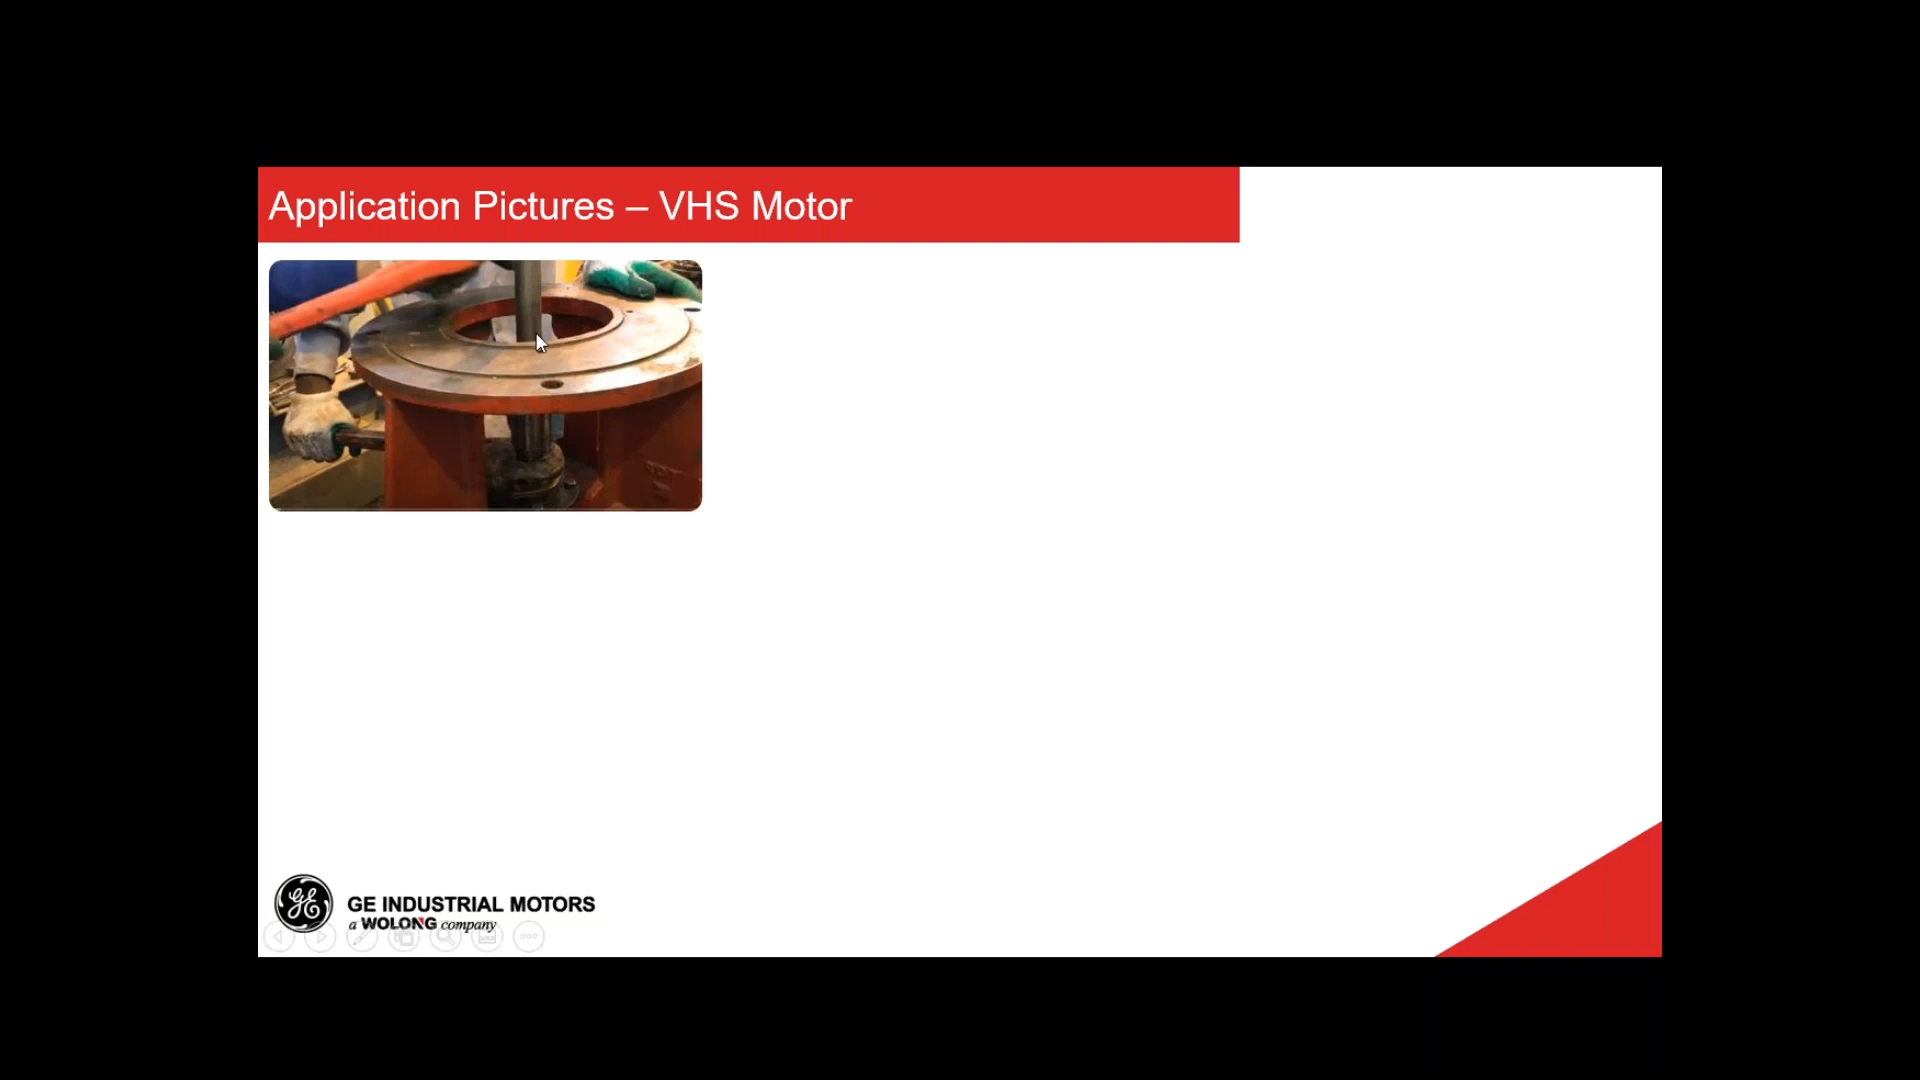 Application Pictures – VHS Motor
GE INDUSTRIAL MOTORS
a WOLONG company